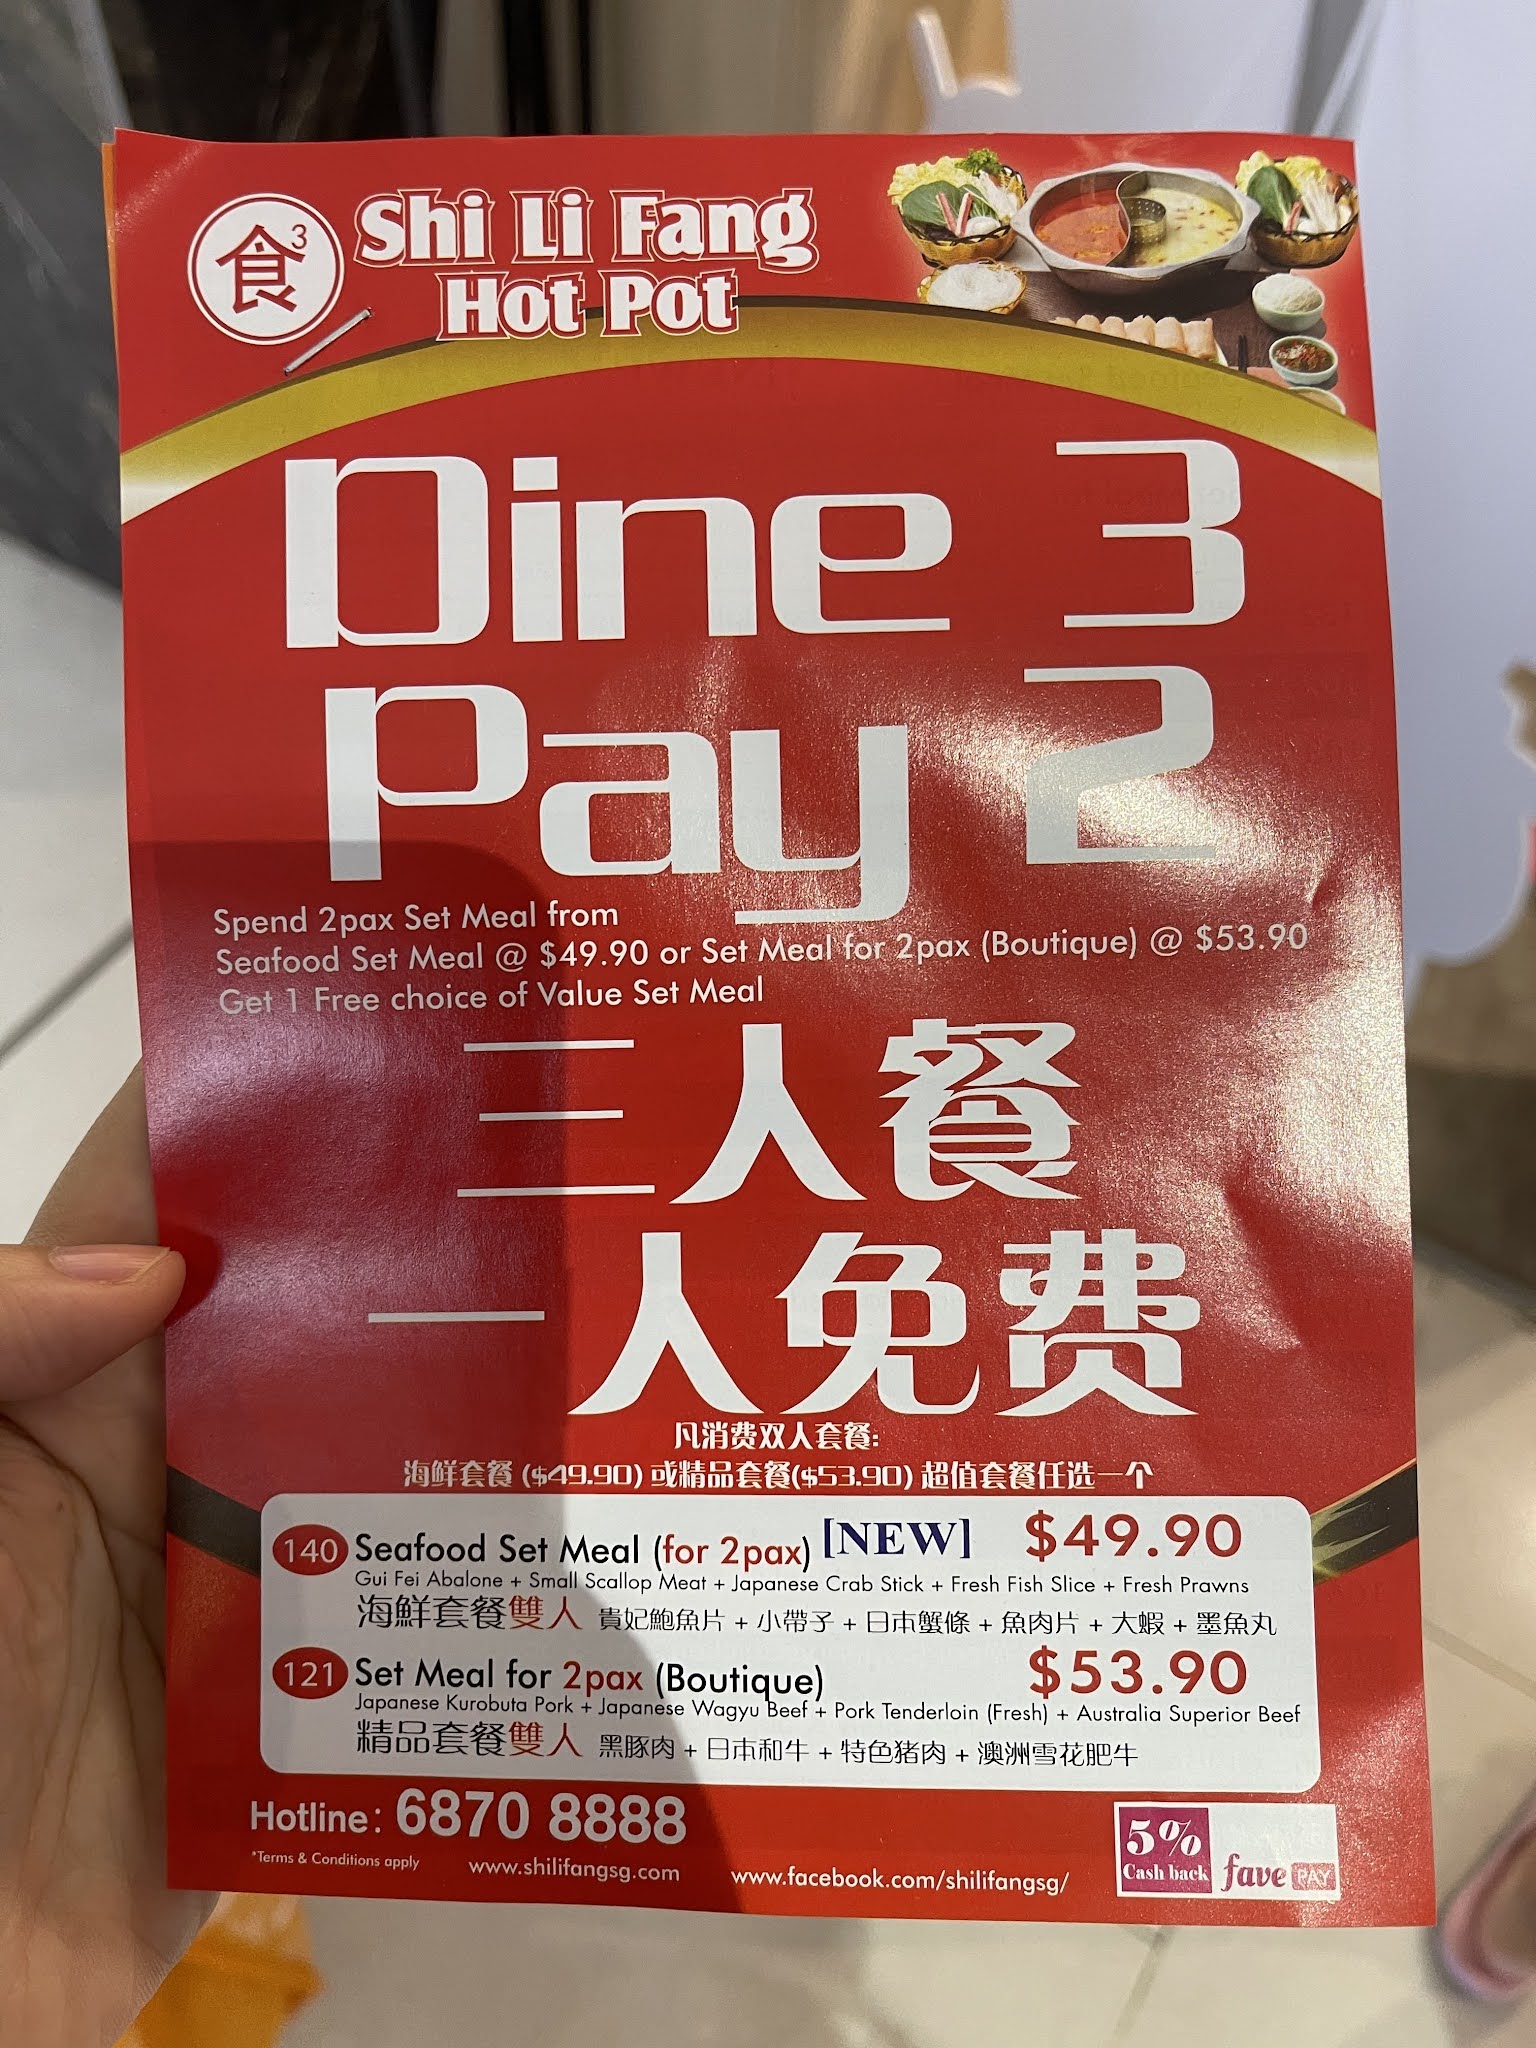 食3
Shi Li Fang
Hot Pot
Dine 3
Pay 2
Spend 2pax Set Meal from
Seafood Set Meal @ $49.90 or Set Meal for 2pax (Boutique) @ $53.90
Get 1 Free choice of Value Set Meal
三人餐
一人免费
凡消费双人套餐:
海鲜套餐 ($49.90) 或精品套餐($53.90) 超值套餐任选一个
140 Seafood Set Meal (for 2pax) [NEW] $49.90
Gui Fei Abalone + Small Scallop Meat + Japanese Crab Stick + Fresh Fish Slice + Fresh Prawns
海鮮套餐雙人 貴妃鮑魚片 + 小帶子 + 日本蟹條 + 魚肉片 + 大蝦 + 墨魚丸
121 Set Meal for 2pax (Boutique) $53.90
Japanese Kurobuta Pork + Japanese Wagyu Beef + Pork Tenderloin (Fresh) + Australia Superior Beef
精品套餐雙人 黑豚肉 + 日本和牛 + 特色猪肉 + 澳洲雪花肥牛
Hotline: 6870 8888
*Terms & Conditions apply www.shilifangsg.com www.facebook.com/shilifangsg/
5%
Cash back fave PAY